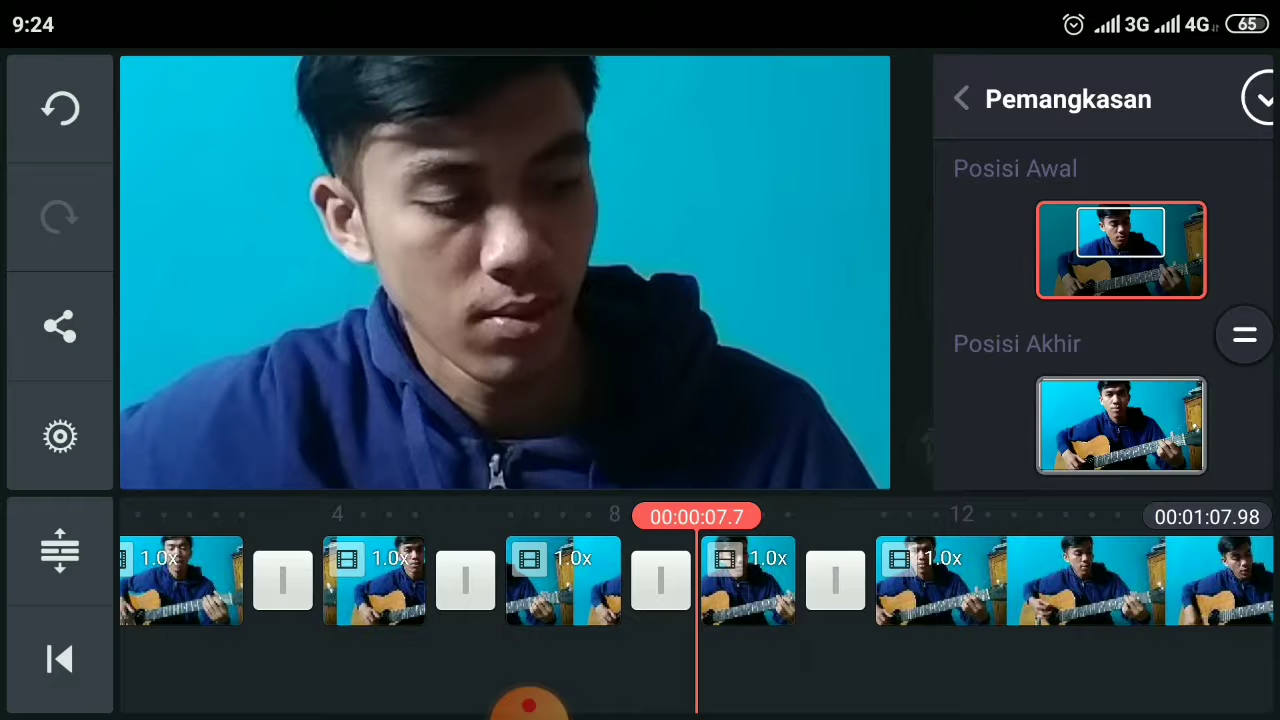 9:24
3G 4G 65
Pemangkasan
Posisi Awal
Posisi Akhir
4 8 12
00:00:07.7
00:01:07.98
1.0x 1.0x 1.0x 1.0x 1.0x